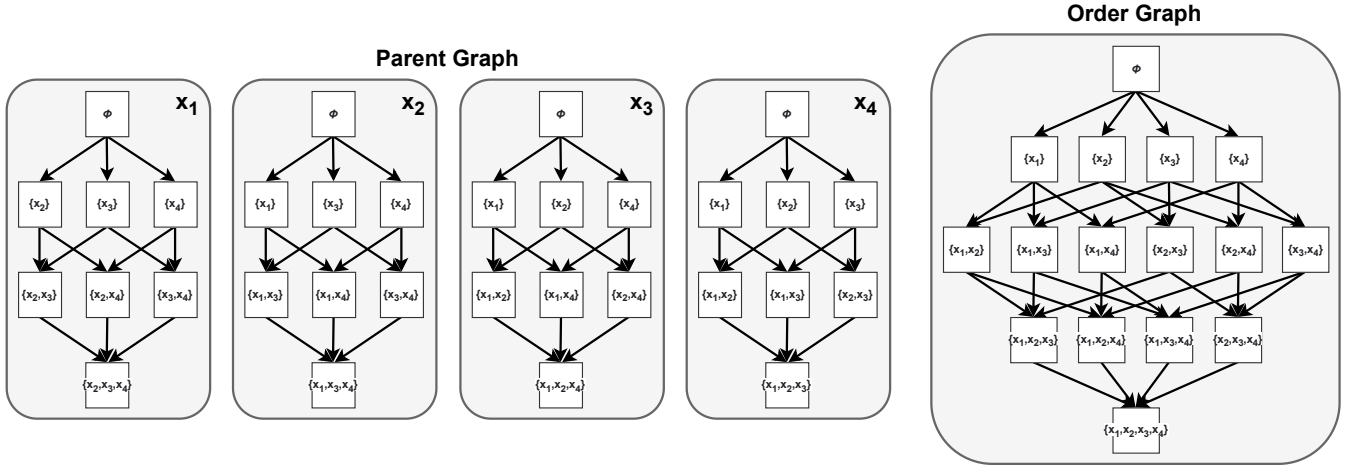 Order Graph
Parent Graph
x₁
ϕ
{x₂} {x₃} {x₄}
{x₂,x₃} {x₂,x₄} {x₃,x₄}
{x₂,x₃,x₄}
x₂
ϕ
{x₁} {x₃} {x₄}
{x₁,x₃} {x₁,x₄} {x₃,x₄}
{x₁,x₃,x₄}
x₃
ϕ
{x₁} {x₂} {x₄}
{x₁,x₂} {x₁,x₄} {x₂,x₄}
{x₁,x₂,x₄}
x₄
ϕ
{x₁} {x₂} {x₃}
{x₁,x₂} {x₁,x₃} {x₂,x₃}
{x₁,x₂,x₃}
ϕ
{x₁} {x₂} {x₃} {x₄}
{x₁,x₂} {x₁,x₃} {x₁,x₄} {x₂,x₃} {x₂,x₄} {x₃,x₄}
{x₁,x₂,x₃} {x₁,x₂,x₄} {x₁,x₃,x₄} {x₂,x₃,x₄}
{x₁,x₂,x₃,x₄}